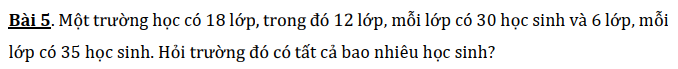 Bài 5. Một trường học có 18 lớp, trong đó 12 lớp, mỗi lớp có 30 học sinh và 6 lớp, mỗi
lớp có 35 học sinh. Hỏi trường đó có tất cả bao nhiêu học sinh?